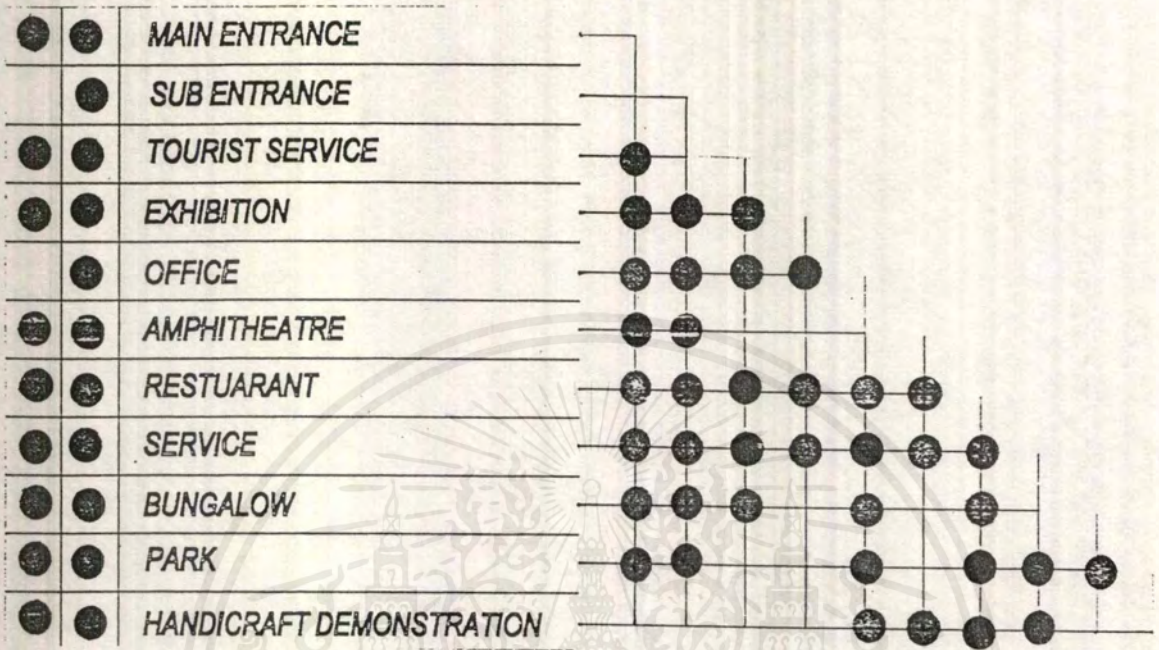 MAIN ENTRANCE
SUB ENTRANCE
TOURIST SERVICE
EXHIBITION
OFFICE
AMPHITHEATRE
RESTUARANT
SERVICE
BUNGALOW
PARK
HANDICRAFT DEMONSTRATION